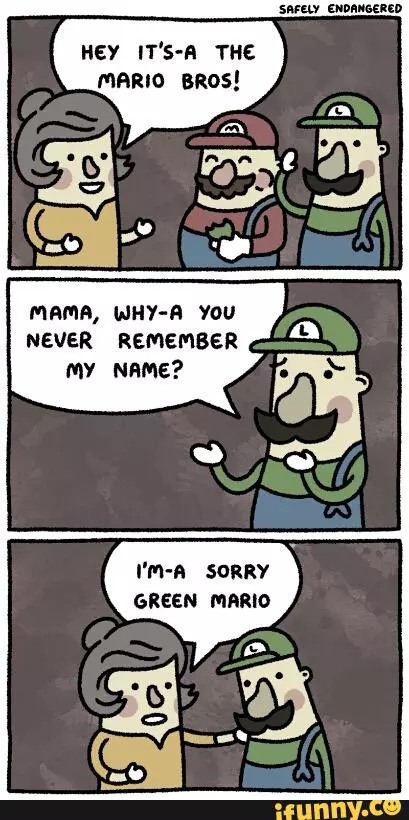 SAFELY ENDANGERED
HEY IT'S-A THE
MARIO BROS!
M
L
MAMA, WHY-A YOU
NEVER REMEMBER
MY NAME?
L
I'M-A SORRY
GREEN MARIO
L
ifunny.co